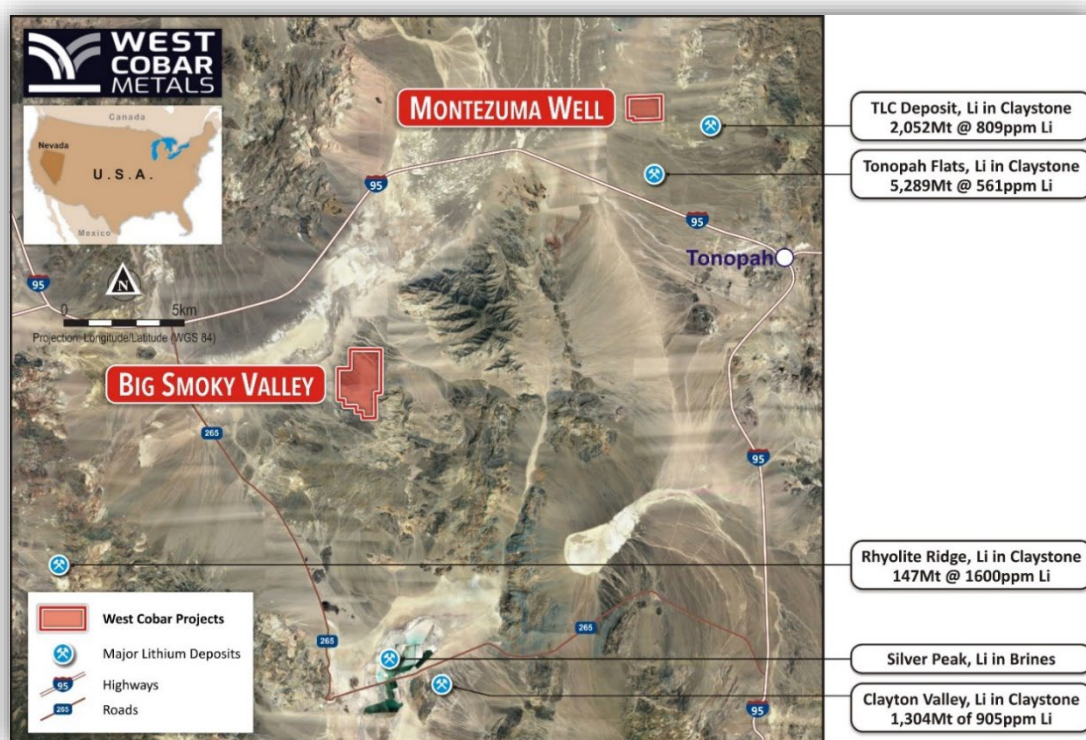 WEST
COBAR
METALS
Canada
Nevada
U.S.A.
Mexico
N
0 5km
Projection: Longitude/Latitude (WGS 84)
MONTEZUMA WELL
BIG SMOKY VALLEY
95
95
95
95
95
Tonopah
265
265
265
TLC Deposit, Li in Claystone
2,052Mt @ 809ppm Li
Tonopah Flats, Li in Claystone
5,289Mt @ 561ppm Li
Rhyolite Ridge, Li in Claystone
147Mt @ 1600ppm Li
Silver Peak, Li in Brines
Clayton Valley, Li in Claystone
1,304Mt of 905ppm Li
West Cobar Projects
Major Lithium Deposits
95 Highways
265 Roads